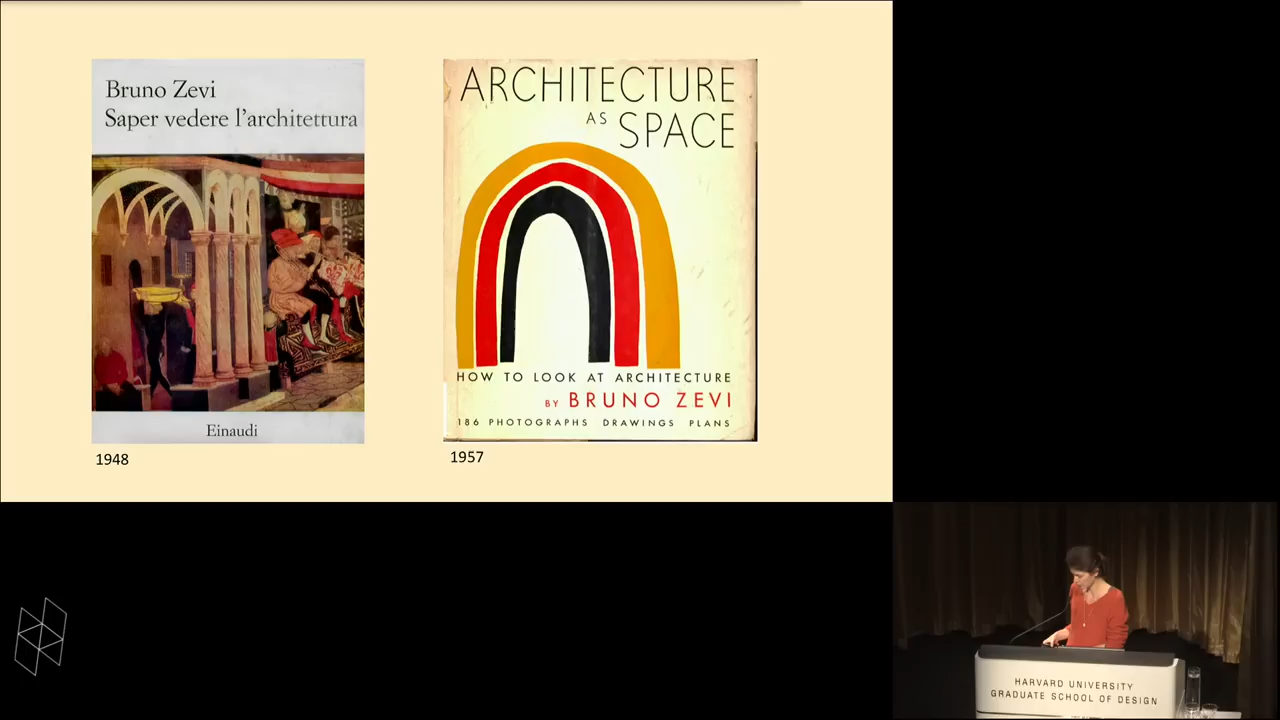 Bruno Zevi
Saper vedere l'architettura
Einaudi
1948
ARCHITECTURE
AS SPACE
HOW TO LOOK AT ARCHITECTURE
BY BRUNO ZEVI
186 PHOTOGRAPHS DRAWINGS PLANS
1957
HARVARD UNIVERSITY
GRADUATE SCHOOL OF DESIGN